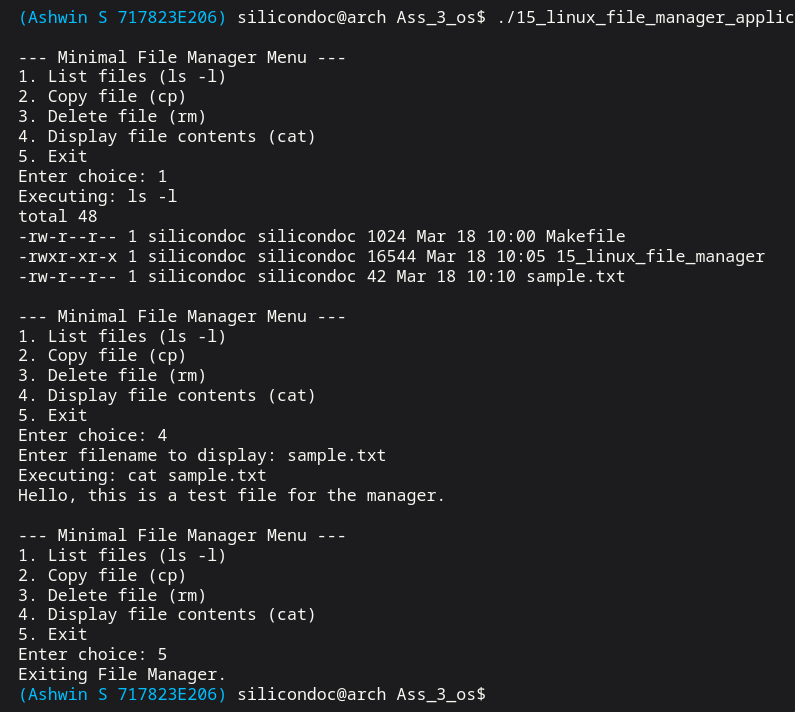 (Ashwin S 717823E206) silicondoc@arch Ass_3_os$ ./15_linux_file_manager_applic
--- Minimal File Manager Menu ---
1. List files (ls -l)
2. Copy file (cp)
3. Delete file (rm)
4. Display file contents (cat)
5. Exit
Enter choice: 1
Executing: ls -l
total 48
-rw-r--r-- 1 silicondoc silicondoc 1024 Mar 18 10:00 Makefile
-rwxr-xr-x 1 silicondoc silicondoc 16544 Mar 18 10:05 15_linux_file_manager
-rw-r--r-- 1 silicondoc silicondoc 42 Mar 18 10:10 sample.txt
--- Minimal File Manager Menu ---
1. List files (ls -l)
2. Copy file (cp)
3. Delete file (rm)
4. Display file contents (cat)
5. Exit
Enter choice: 4
Enter filename to display: sample.txt
Executing: cat sample.txt
Hello, this is a test file for the manager.
--- Minimal File Manager Menu ---
1. List files (ls -l)
2. Copy file (cp)
3. Delete file (rm)
4. Display file contents (cat)
5. Exit
Enter choice: 5
Exiting File Manager.
(Ashwin S 717823E206) silicondoc@arch Ass_3_os$